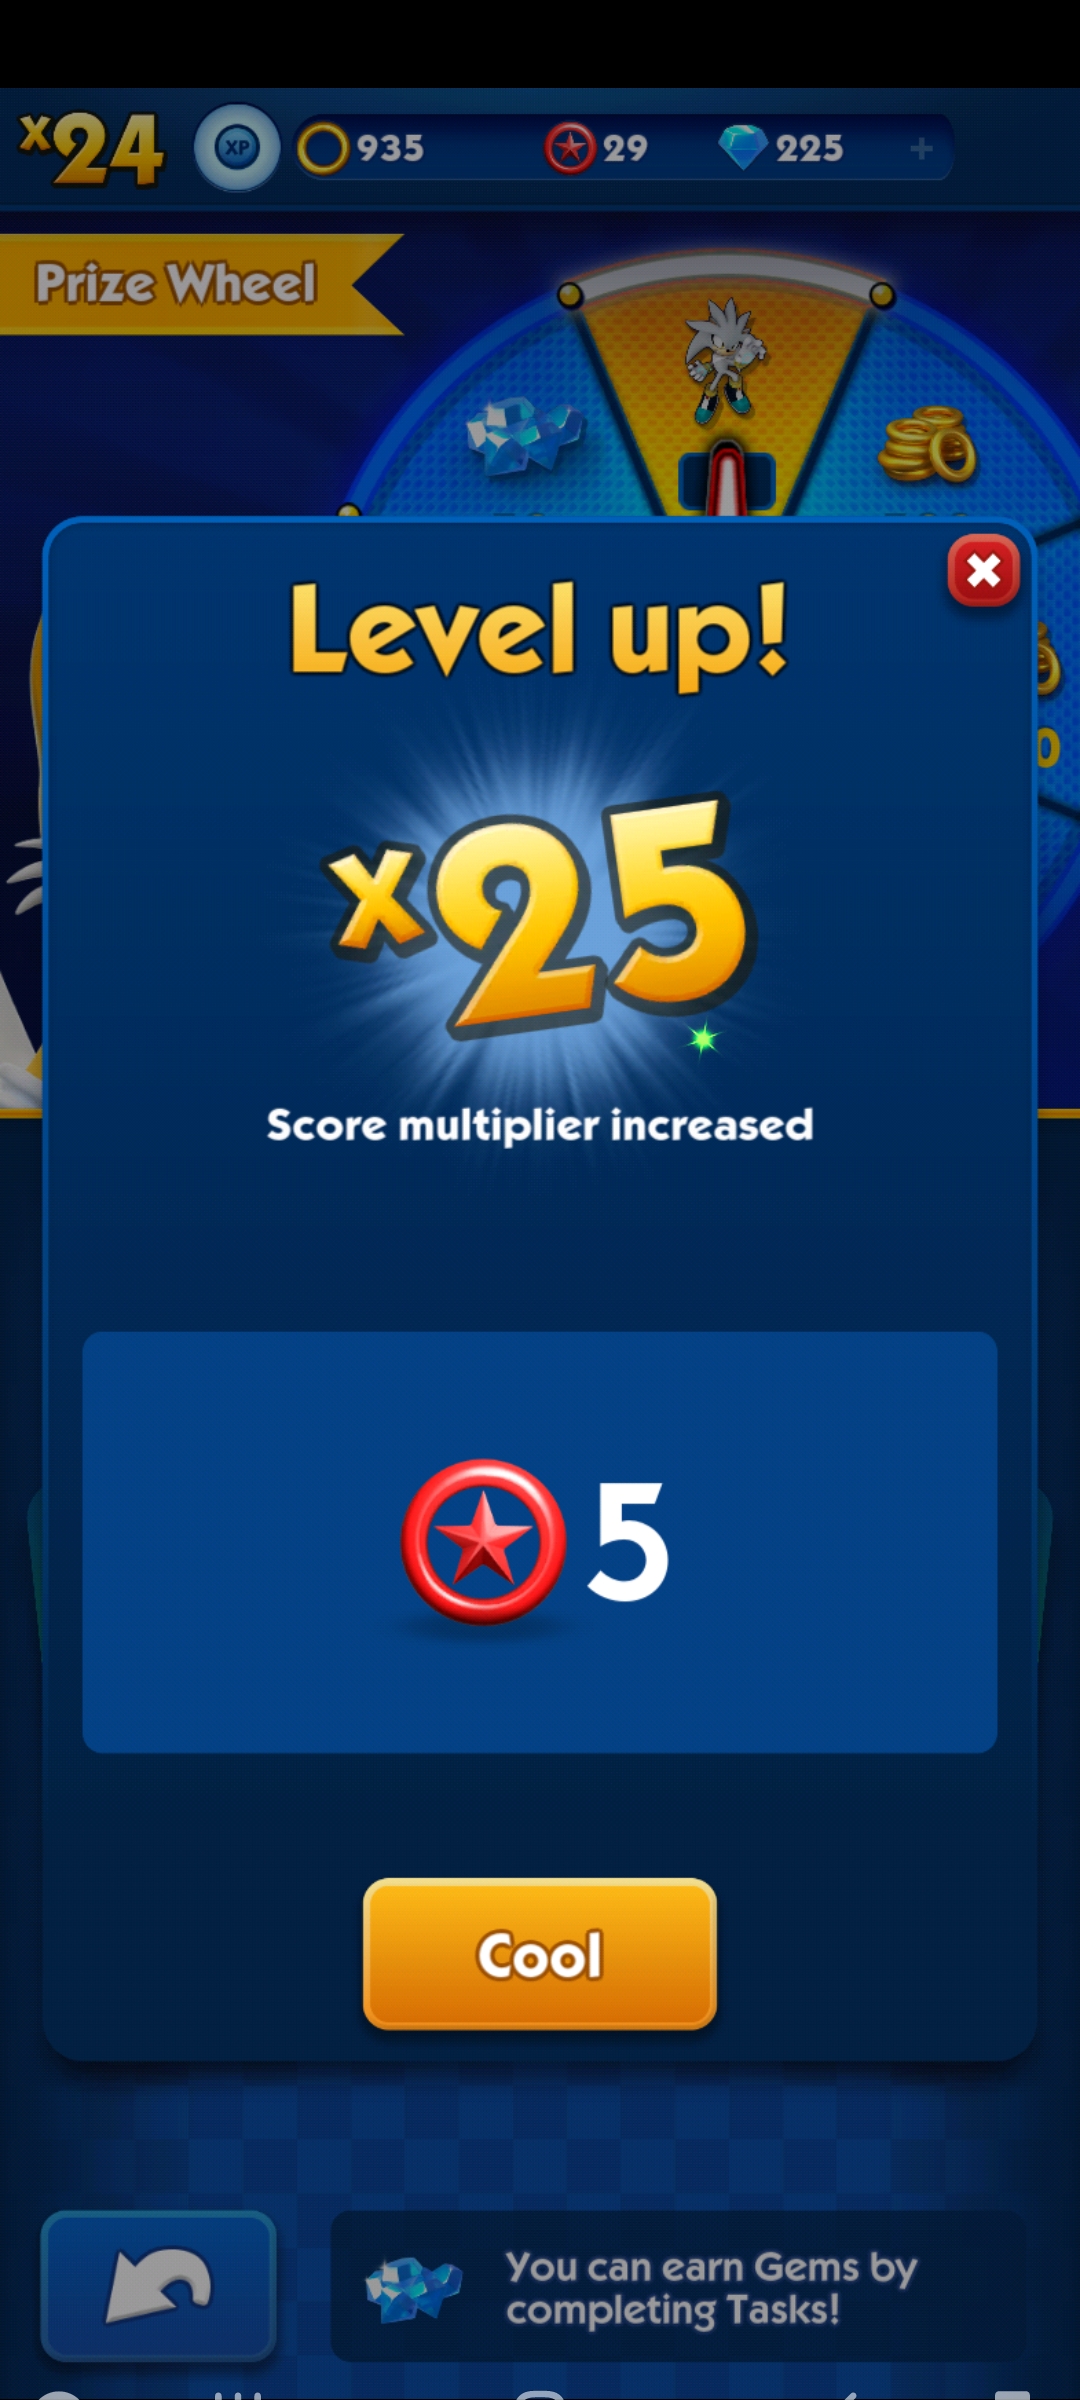 x24
XP
935
29
225
+
Prize Wheel
Level up!
x25
Score multiplier increased
5
Cool
You can earn Gems by
completing Tasks!